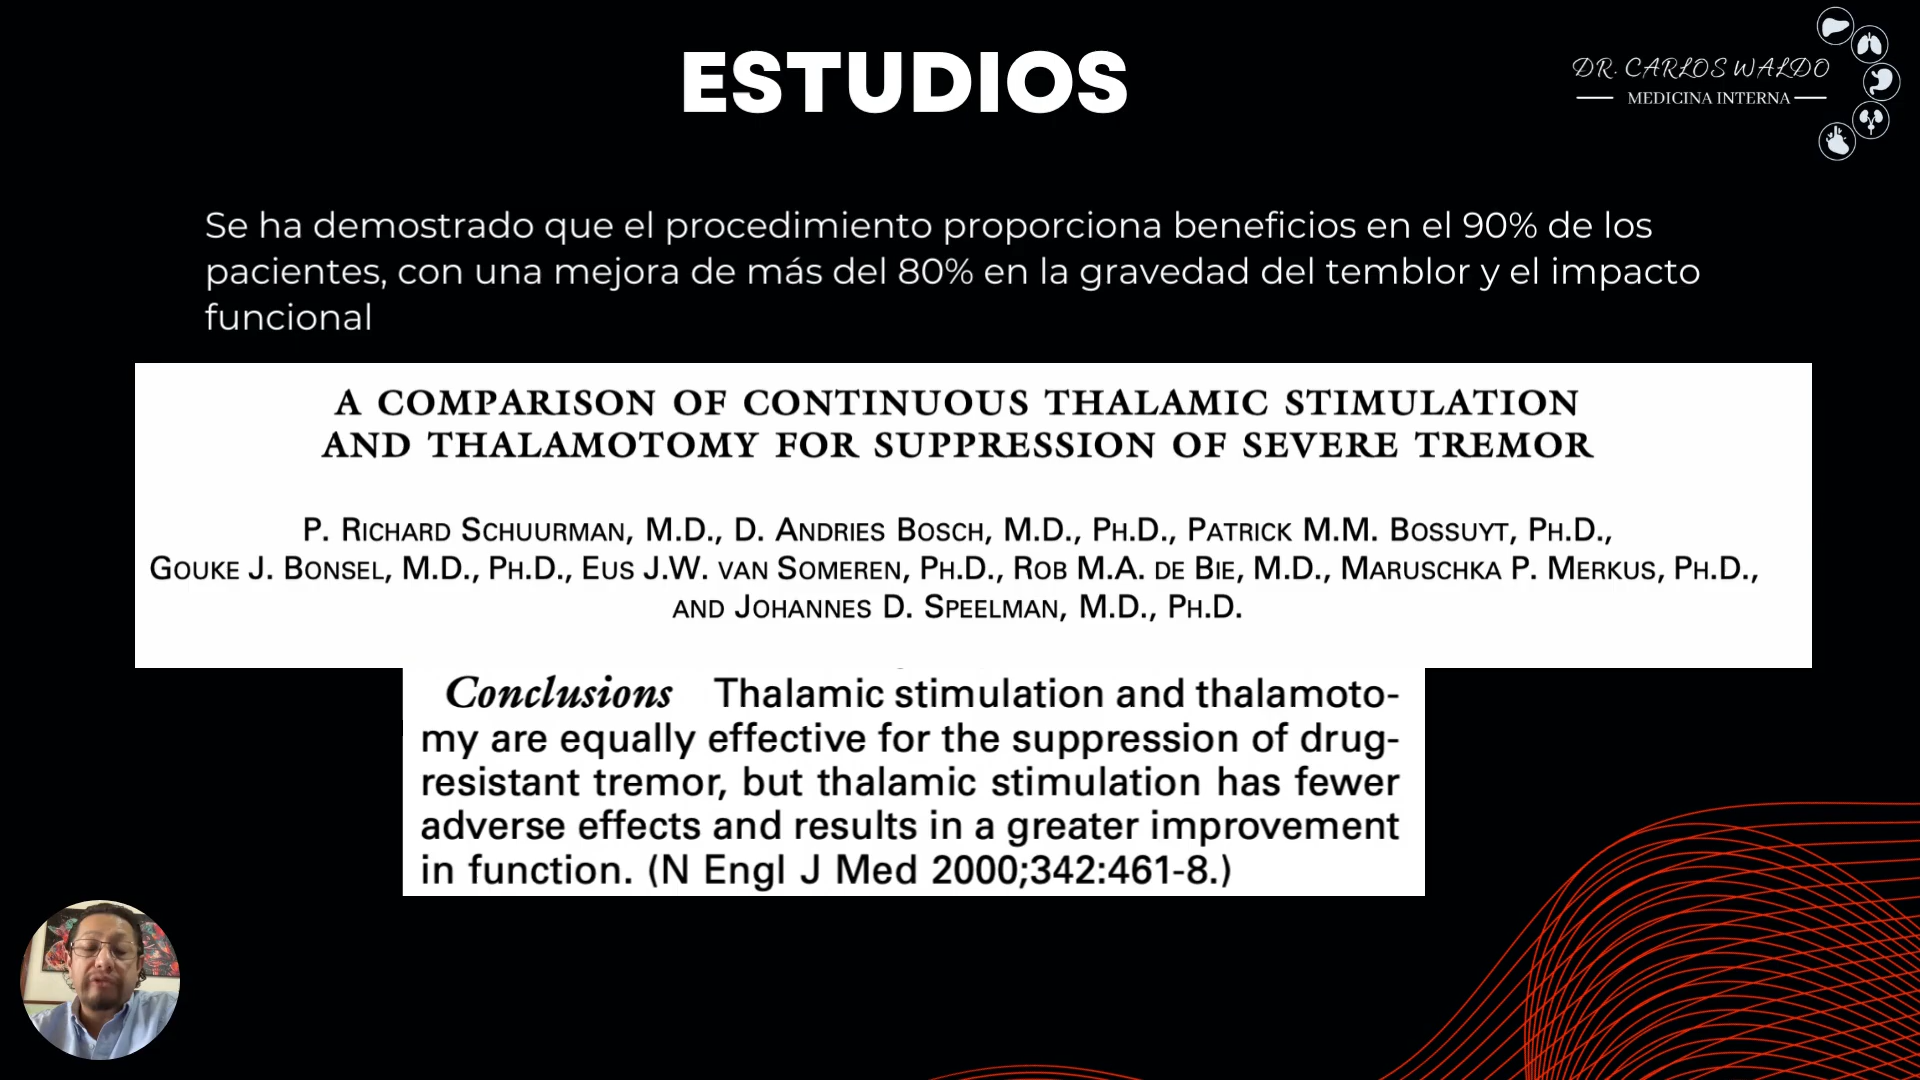 ESTUDIOS
DR. CARLOS WALDO
MEDICINA INTERNA
Se ha demostrado que el procedimiento proporciona beneficios en el 90% de los
pacientes, con una mejora de más del 80% en la gravedad del temblor y el impacto
funcional
A COMPARISON OF CONTINUOUS THALAMIC STIMULATION
AND THALAMOTOMY FOR SUPPRESSION OF SEVERE TREMOR
P. RICHARD SCHUURMAN, M.D., D. ANDRIES BOSCH, M.D., PH.D., PATRICK M.M. BOSSUYT, PH.D.,
GOUKE J. BONSEL, M.D., PH.D., EUS J.W. VAN SOMEREN, PH.D., ROB M.A. DE BIE, M.D., MARUSCHKA P. MERKUS, PH.D.,
AND JOHANNES D. SPEELMAN, M.D., PH.D.
Conclusions Thalamic stimulation and thalamoto-
my are equally effective for the suppression of drug-
resistant tremor, but thalamic stimulation has fewer
adverse effects and results in a greater improvement
in function. (N Engl J Med 2000;342:461-8.)